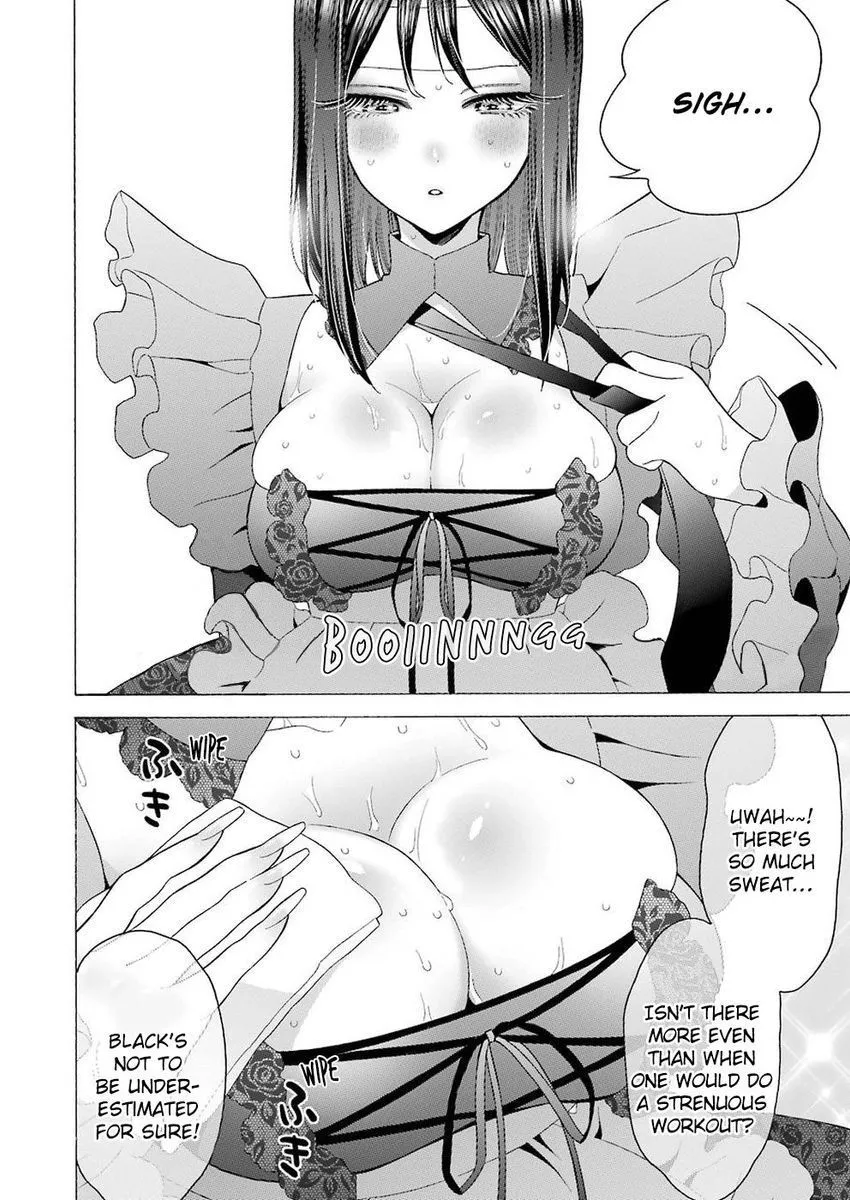 SIGH...
BOOIINNNGG
WIPE
ふき
UWAH~~!
THERE'S
SO MUCH
SWEAT...
ISN'T THERE
MORE EVEN
THAN WHEN
ONE WOULD DO
A STRENUOUS
WORKOUT?
WIPE
ふき
BLACK'S
NOT TO
BE UNDER-
ESTIMATED
FOR SURE!